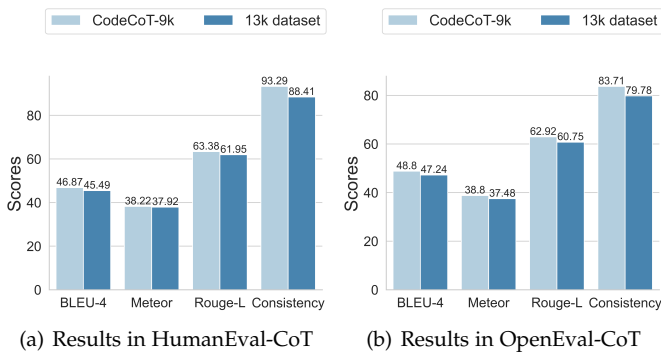 CodeCoT-9k 13k dataset
Scores
80
60
40
20
0
46.87 45.49 38.22 37.92 63.38 61.95 93.29 88.41
BLEU-4 Meteor Rouge-L Consistency
(a) Results in HumanEval-CoT
CodeCoT-9k 13k dataset
Scores
80
60
40
20
0
48.8 47.24 38.8 37.48 62.92 60.75 83.71 79.78
BLEU-4 Meteor Rouge-L Consistency
(b) Results in OpenEval-CoT